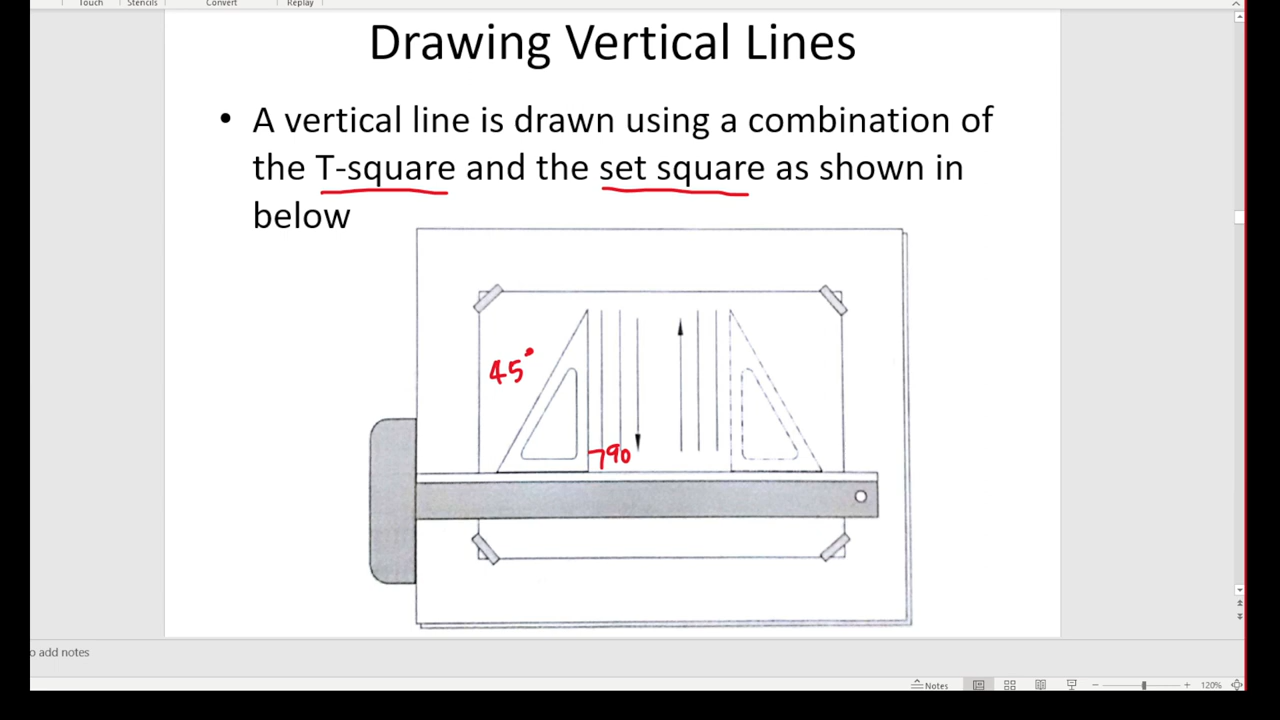 Touch Stencils Convert Replay
Drawing Vertical Lines
• A vertical line is drawn using a combination of
the T-square and the set square as shown in
below
45°
90
o add notes
Notes
120%